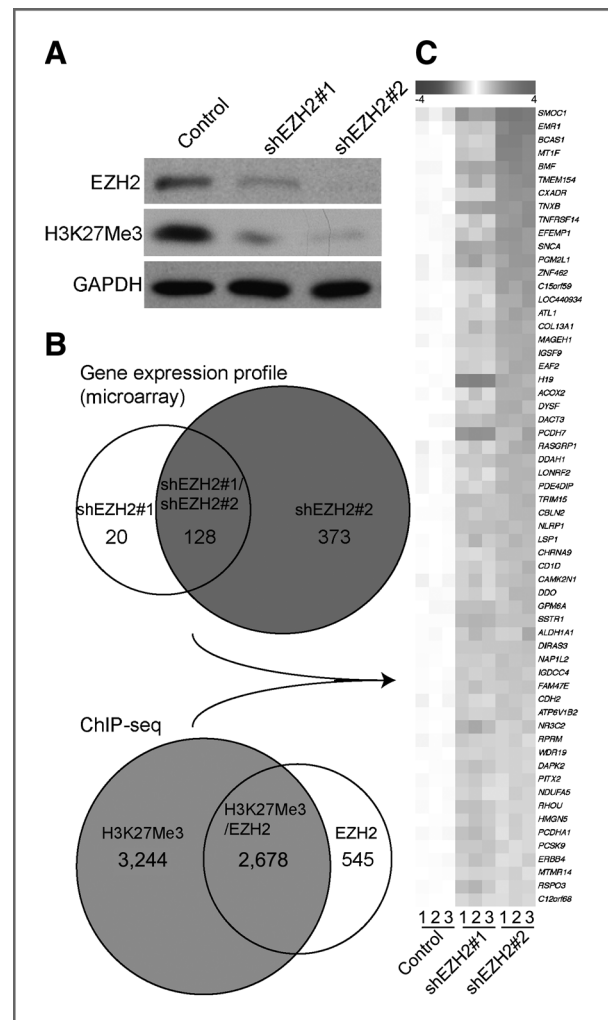 A
Control
shEZH2#1
shEZH2#2
EZH2
H3K27Me3
GAPDH
B
Gene expression profile
(microarray)
shEZH2#1
20
shEZH2#1/
shEZH2#2
128
shEZH2#2
373
ChIP-seq
H3K27Me3
3,244
H3K27Me3
/EZH2
2,678
EZH2
545
C
-4
4
SMOC1
EMR1
BCAS1
MT1F
BMF
TMEM154
CXADR
TNXB
TNFRSF14
EFEMP1
SNCA
PGM2L1
ZNF462
C15orf59
LOC440934
ATL1
COL13A1
MAGEH1
IGSF9
EAF2
H19
ACOX2
DYSF
DACT3
PCDH7
RASGRP1
DDAH1
LONRF2
PDE4DIP
TRIM15
CBLN2
NLRP1
LSP1
CHRNA9
CD1D
CAMK2N1
DDO
GPM6A
SSTR1
ALDH1A1
DIRAS3
NAP1L2
IGDCC4
FAM47E
CDH2
ATP6V1B2
NR3C2
RPRM
WDR19
DAPK2
PITX2
NDUFA5
RHOU
HMGN5
PCDHA1
PCSK9
ERBB4
MTMR14
RSPO3
C12orf68
1 2 3 1 2 3 1 2 3
Control
shEZH2#1
shEZH2#2